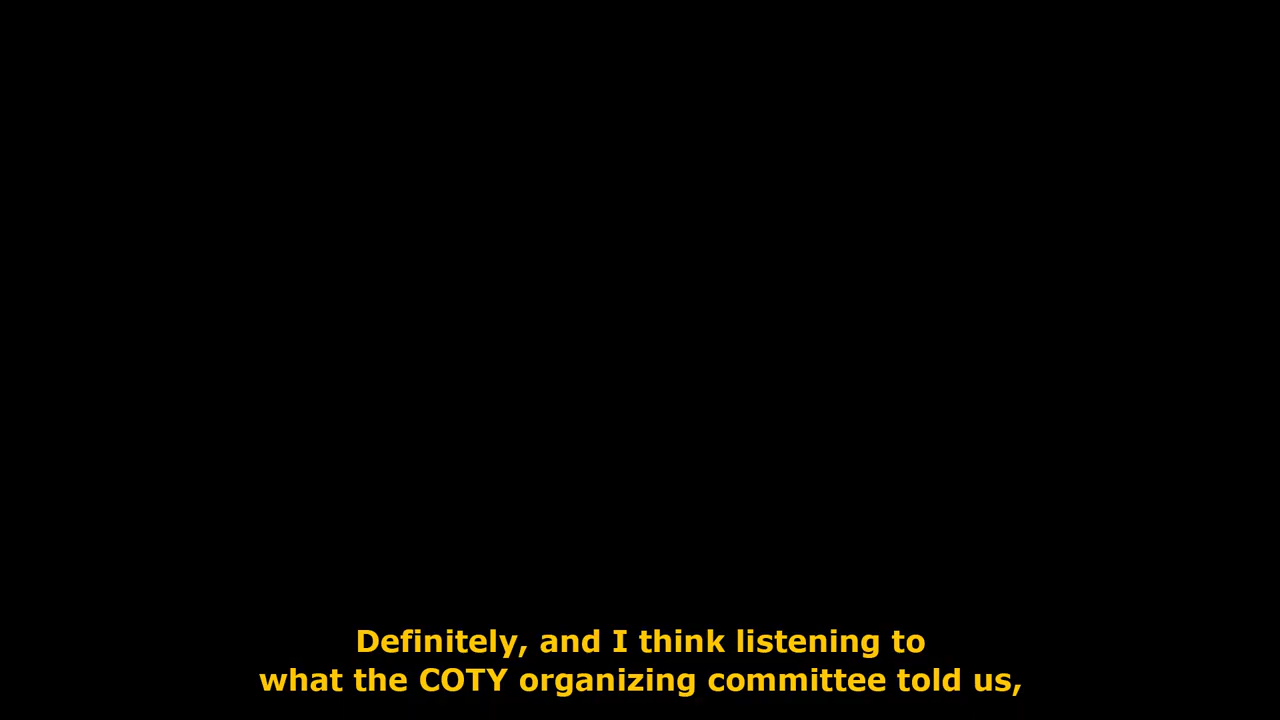 Definitely, and I think listening to
what the COTY organizing committee told us,